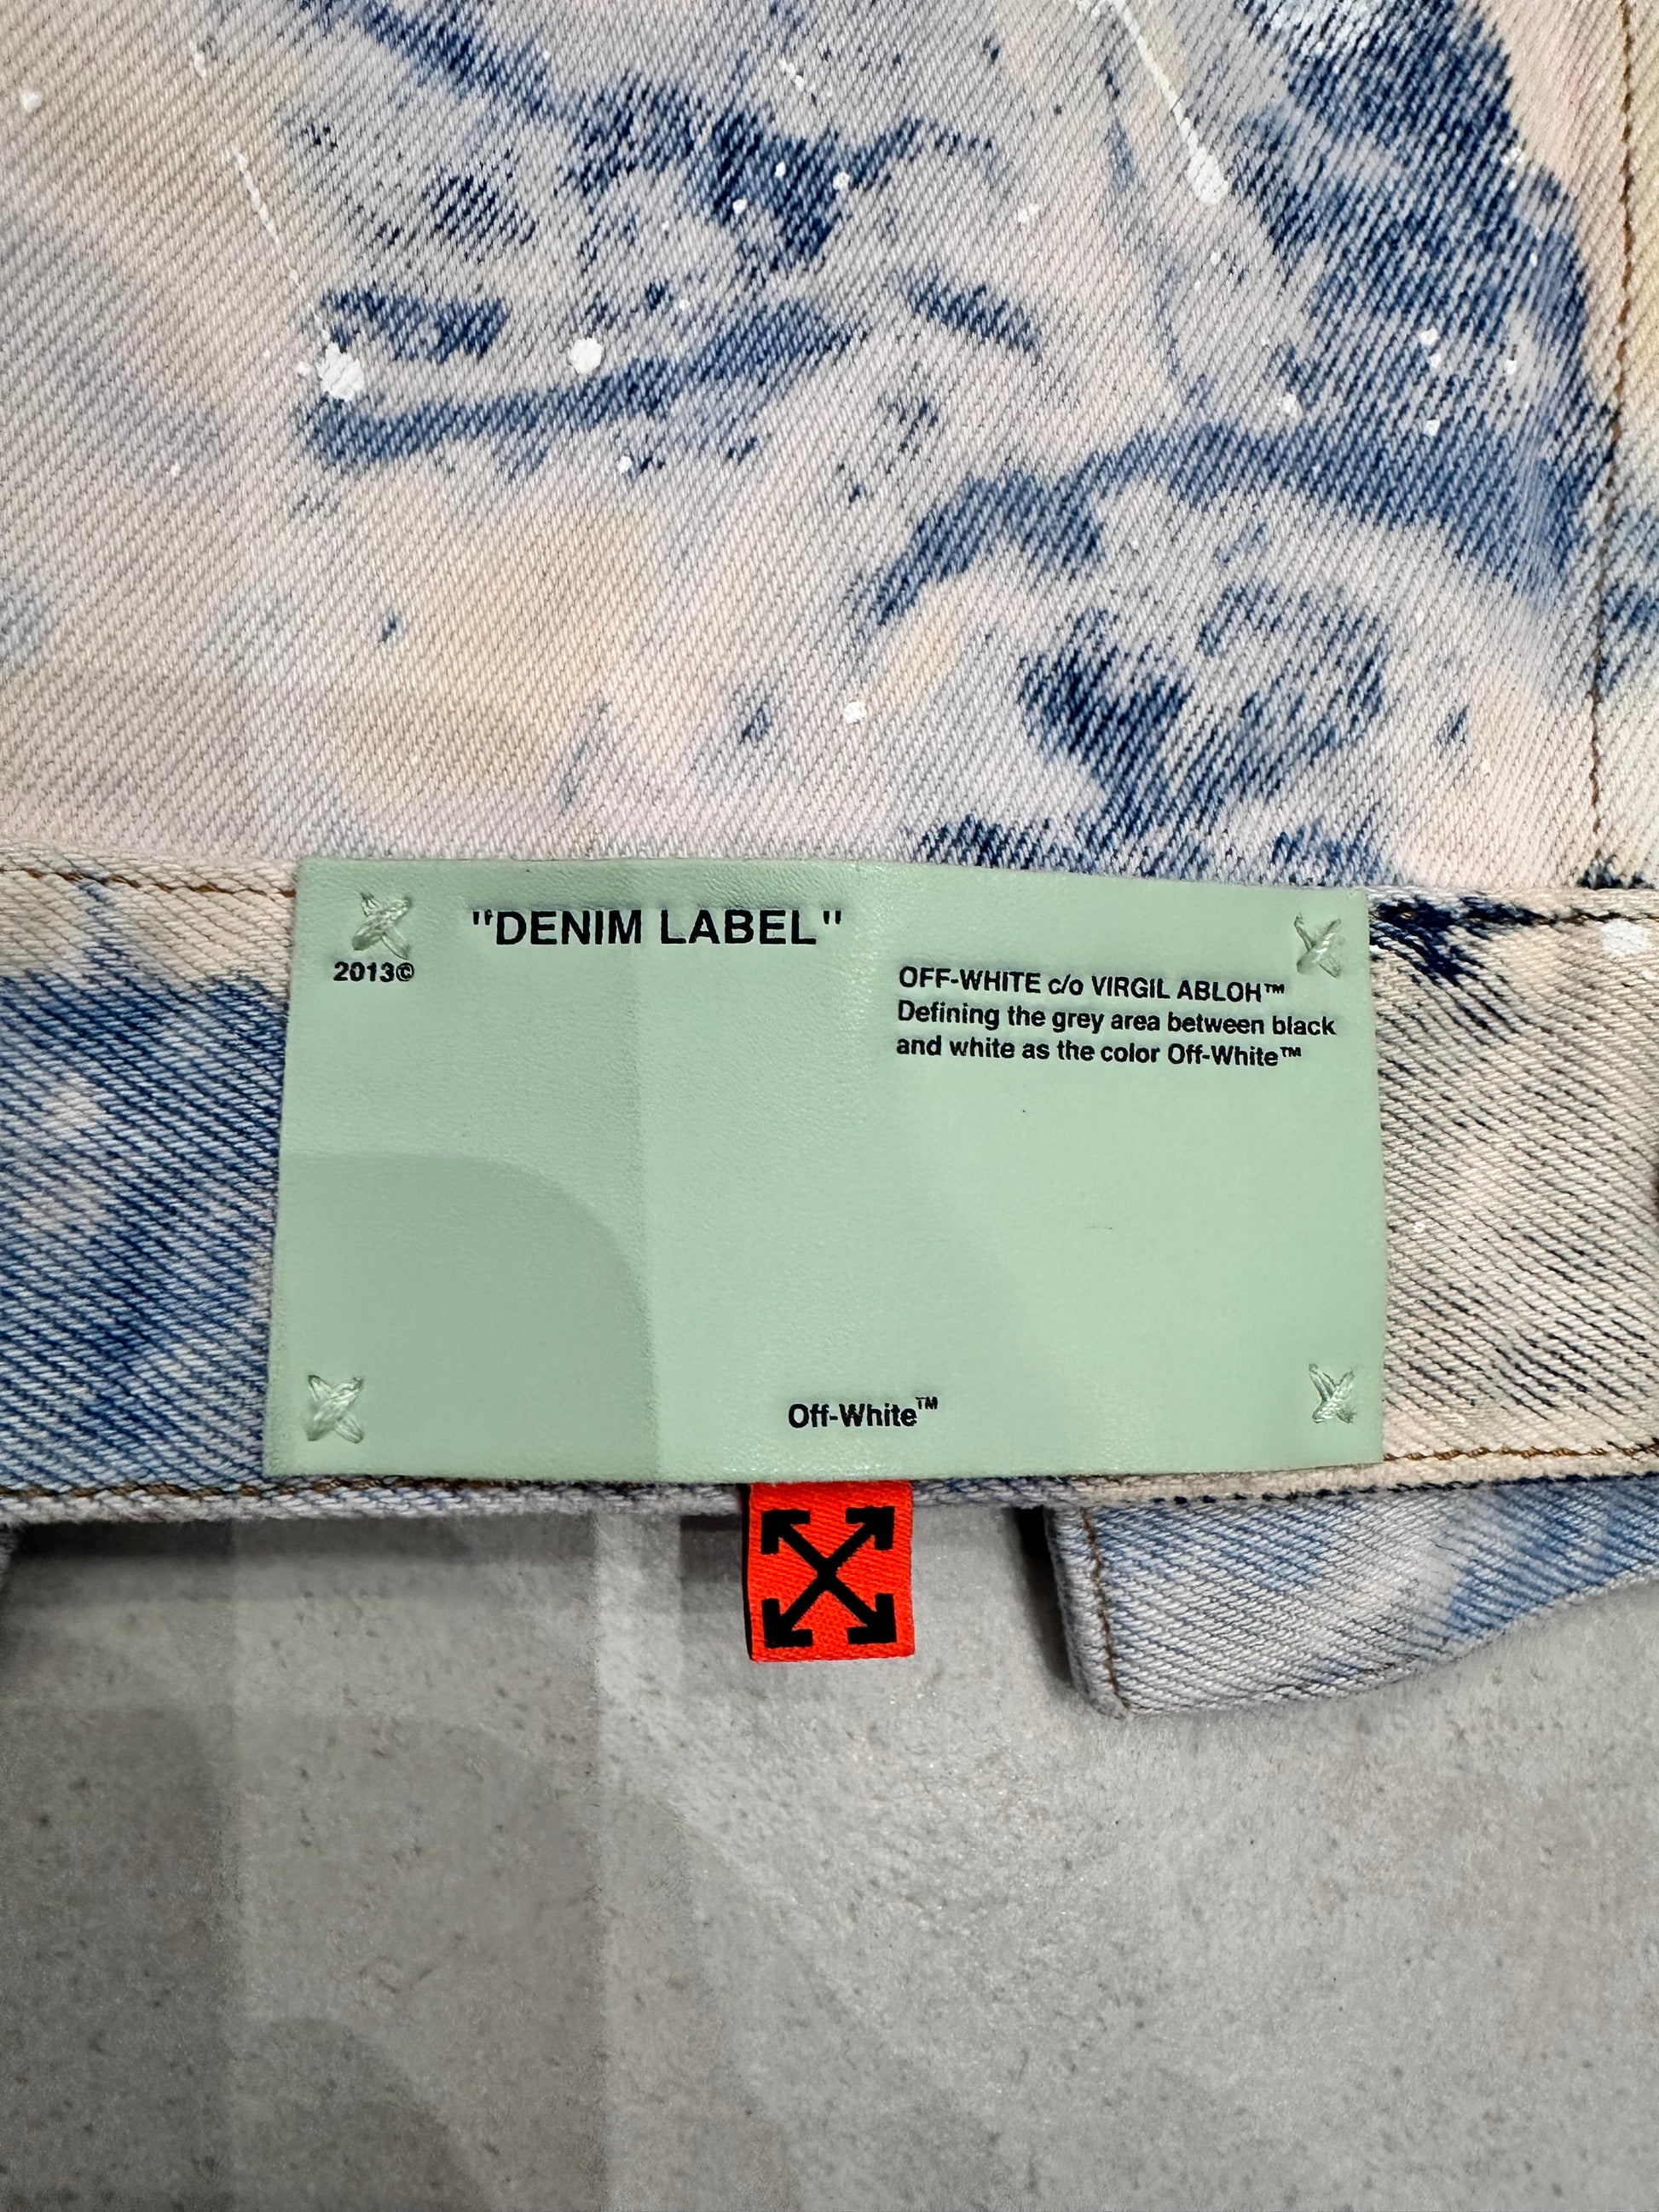 "DENIM LABEL"
2013©
OFF-WHITE c/o VIRGIL ABLOH™
Defining the grey area between black
and white as the color Off-White™
Off-White™